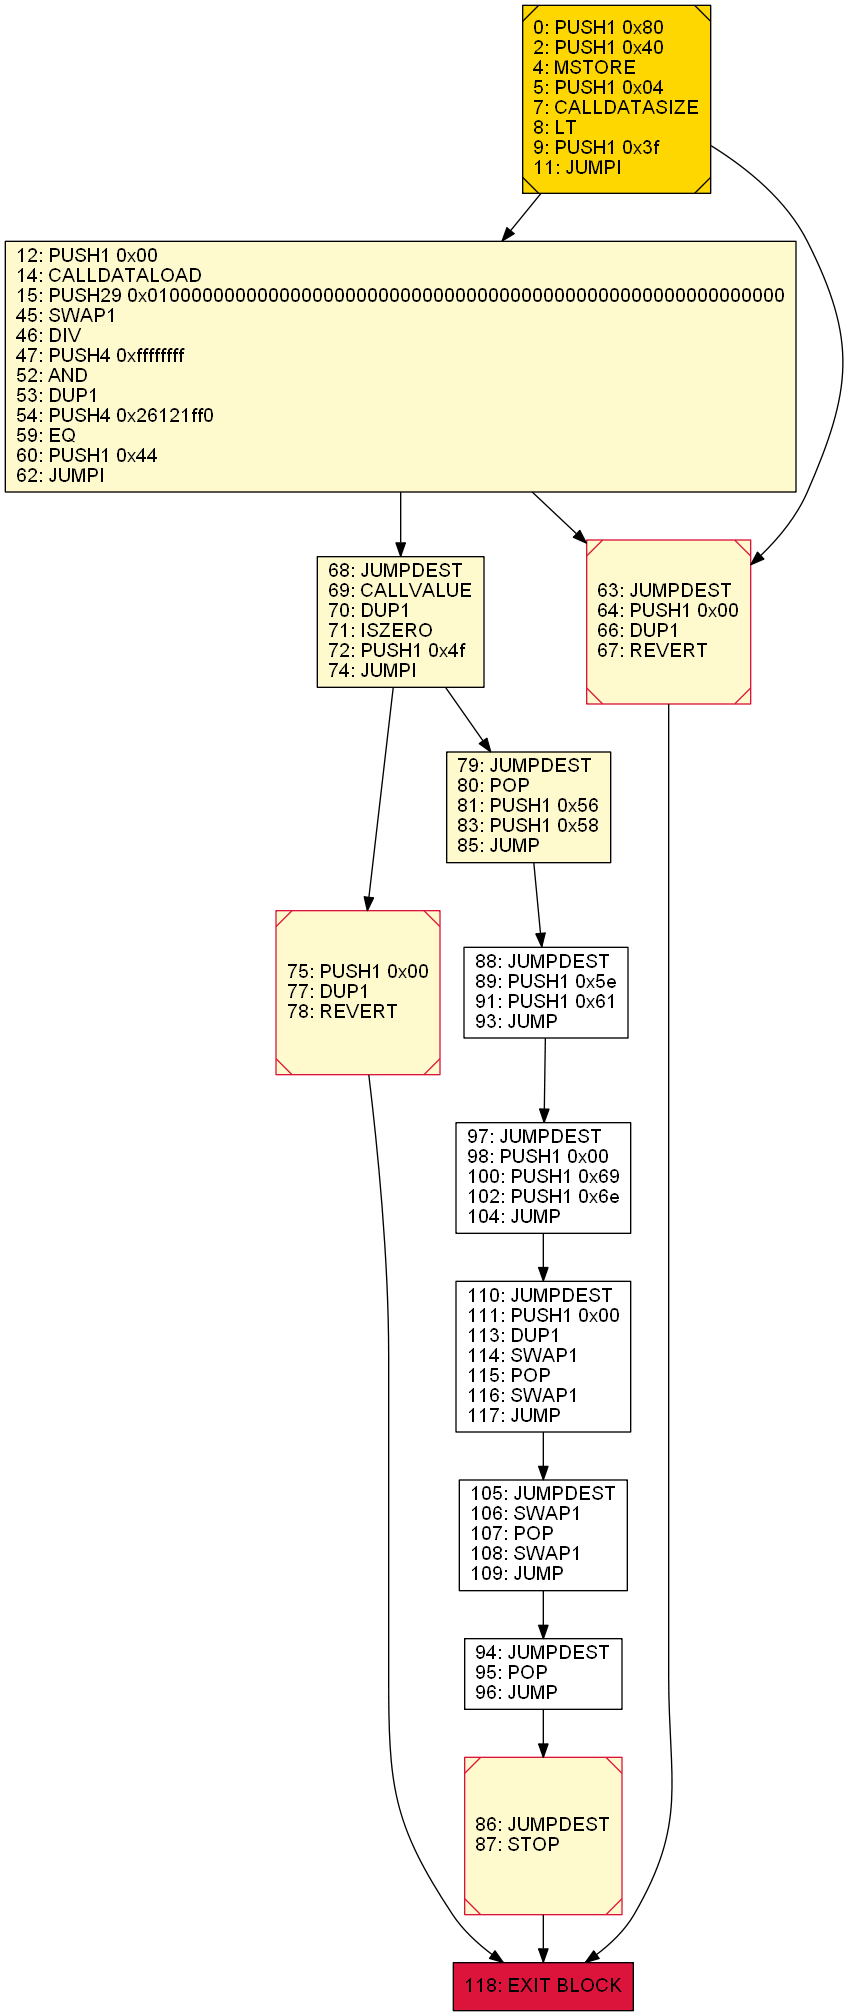 0: PUSH1 0x80
2: PUSH1 0x40
4: MSTORE
5: PUSH1 0x04
7: CALLDATASIZE
8: LT
9: PUSH1 0x3f
11: JUMPI
12: PUSH1 0x00
14: CALLDATALOAD
15: PUSH29 0x0100000000000000000000000000000000000000000000000000000000
45: SWAP1
46: DIV
47: PUSH4 0xffffffff
52: AND
53: DUP1
54: PUSH4 0x26121ff0
59: EQ
60: PUSH1 0x44
62: JUMPI
68: JUMPDEST
69: CALLVALUE
70: DUP1
71: ISZERO
72: PUSH1 0x4f
74: JUMPI
63: JUMPDEST
64: PUSH1 0x00
66: DUP1
67: REVERT
79: JUMPDEST
80: POP
81: PUSH1 0x56
83: PUSH1 0x58
85: JUMP
75: PUSH1 0x00
77: DUP1
78: REVERT
88: JUMPDEST
89: PUSH1 0x5e
91: PUSH1 0x61
93: JUMP
97: JUMPDEST
98: PUSH1 0x00
100: PUSH1 0x69
102: PUSH1 0x6e
104: JUMP
110: JUMPDEST
111: PUSH1 0x00
113: DUP1
114: SWAP1
115: POP
116: SWAP1
117: JUMP
105: JUMPDEST
106: SWAP1
107: POP
108: SWAP1
109: JUMP
94: JUMPDEST
95: POP
96: JUMP
86: JUMPDEST
87: STOP
118: EXIT BLOCK